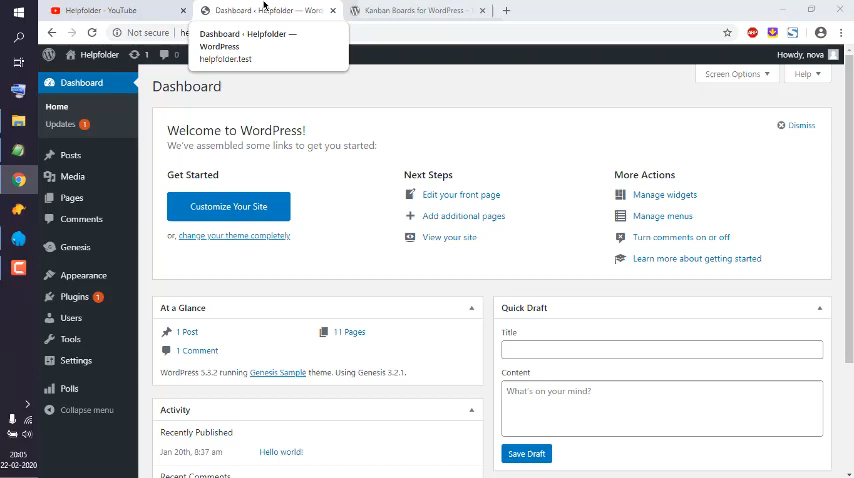 Helpfolder - YouTube
Dashboard ‹ Helpfolder — Wor
Kanban Boards for WordPress -
Not secure
he
Dashboard ‹ Helpfolder —
WordPress
helpfolder.test
Helpfolder
1
0
Howdy, nova
Screen Options
Help
Dashboard
Home
Updates 1
Posts
Media
Pages
Comments
Genesis
Appearance
Plugins 1
Users
Tools
Settings
Polls
Collapse menu
Dashboard
Welcome to WordPress!
We've assembled some links to get you started:
Dismiss
Get Started
Customize Your Site
or, change your theme completely
Next Steps
Edit your front page
Add additional pages
View your site
More Actions
Manage widgets
Manage menus
Turn comments on or off
Learn more about getting started
At a Glance
1 Post
11 Pages
1 Comment
WordPress 5.3.2 running Genesis Sample theme. Using Genesis 3.2.1.
Activity
Recently Published
Jan 20th, 8:37 am
Hello world!
Recent Comments
Quick Draft
Title
Content
What's on your mind?
Save Draft
20:05
22-02-2020